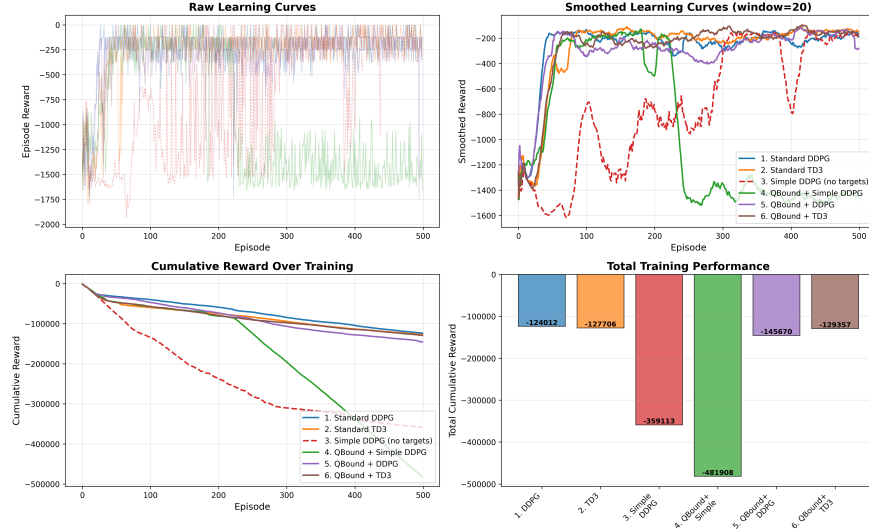 Raw Learning Curves
0
−250
−500
−750
−1000
−1250
−1500
−1750
−2000
Episode Reward
0
100
200
300
400
500
Episode
Smoothed Learning Curves (window=20)
−200
−400
−600
−800
−1000
−1200
−1400
−1600
Smoothed Reward
1. Standard DDPG
2. Standard TD3
3. Simple DDPG (no targets)
4. QBound + Simple DDPG
5. QBound + DDPG
6. QBound + TD3
0
100
200
300
400
500
Episode
Cumulative Reward Over Training
0
−100000
−200000
−300000
−400000
−500000
Cumulative Reward
1. Standard DDPG
2. Standard TD3
3. Simple DDPG (no targets)
4. QBound + Simple DDPG
5. QBound + DDPG
6. QBound + TD3
0
100
200
300
400
500
Episode
Total Training Performance
0
−100000
−200000
−300000
−400000
−500000
Total Cumulative Reward
-124012
-127706
-359113
-481908
-145670
-129357
1. DDPG
2. TD3
3. Simple
DDPG
4. QBound+
Simple
5. QBound+
DDPG
6. QBound+
TD3